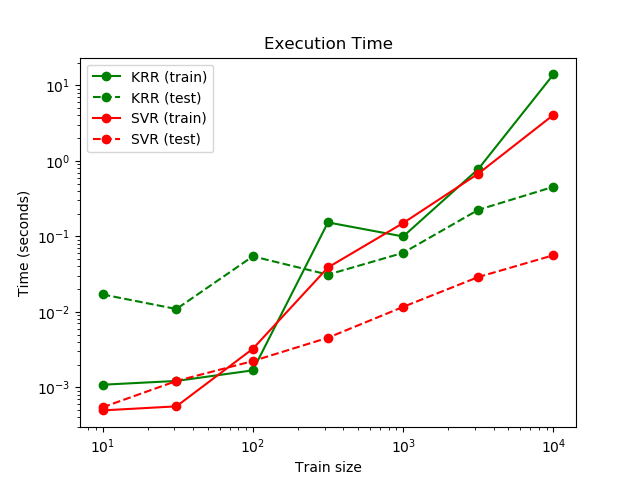 Execution Time
KRR (train)
KRR (test)
SVR (train)
SVR (test)
Time (seconds)
10¹
10⁰
10⁻¹
10⁻²
10⁻³
10¹ 10² 10³ 10⁴
Train size